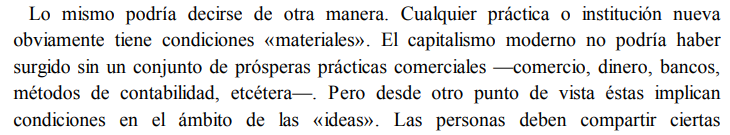 Lo mismo podría decirse de otra manera. Cualquier práctica o institución nueva
obviamente tiene condiciones «materiales». El capitalismo moderno no podría haber
surgido sin un conjunto de prósperas prácticas comerciales —comercio, dinero, bancos,
métodos de contabilidad, etcétera—. Pero desde otro punto de vista éstas implican
condiciones en el ámbito de las «ideas». Las personas deben compartir ciertas